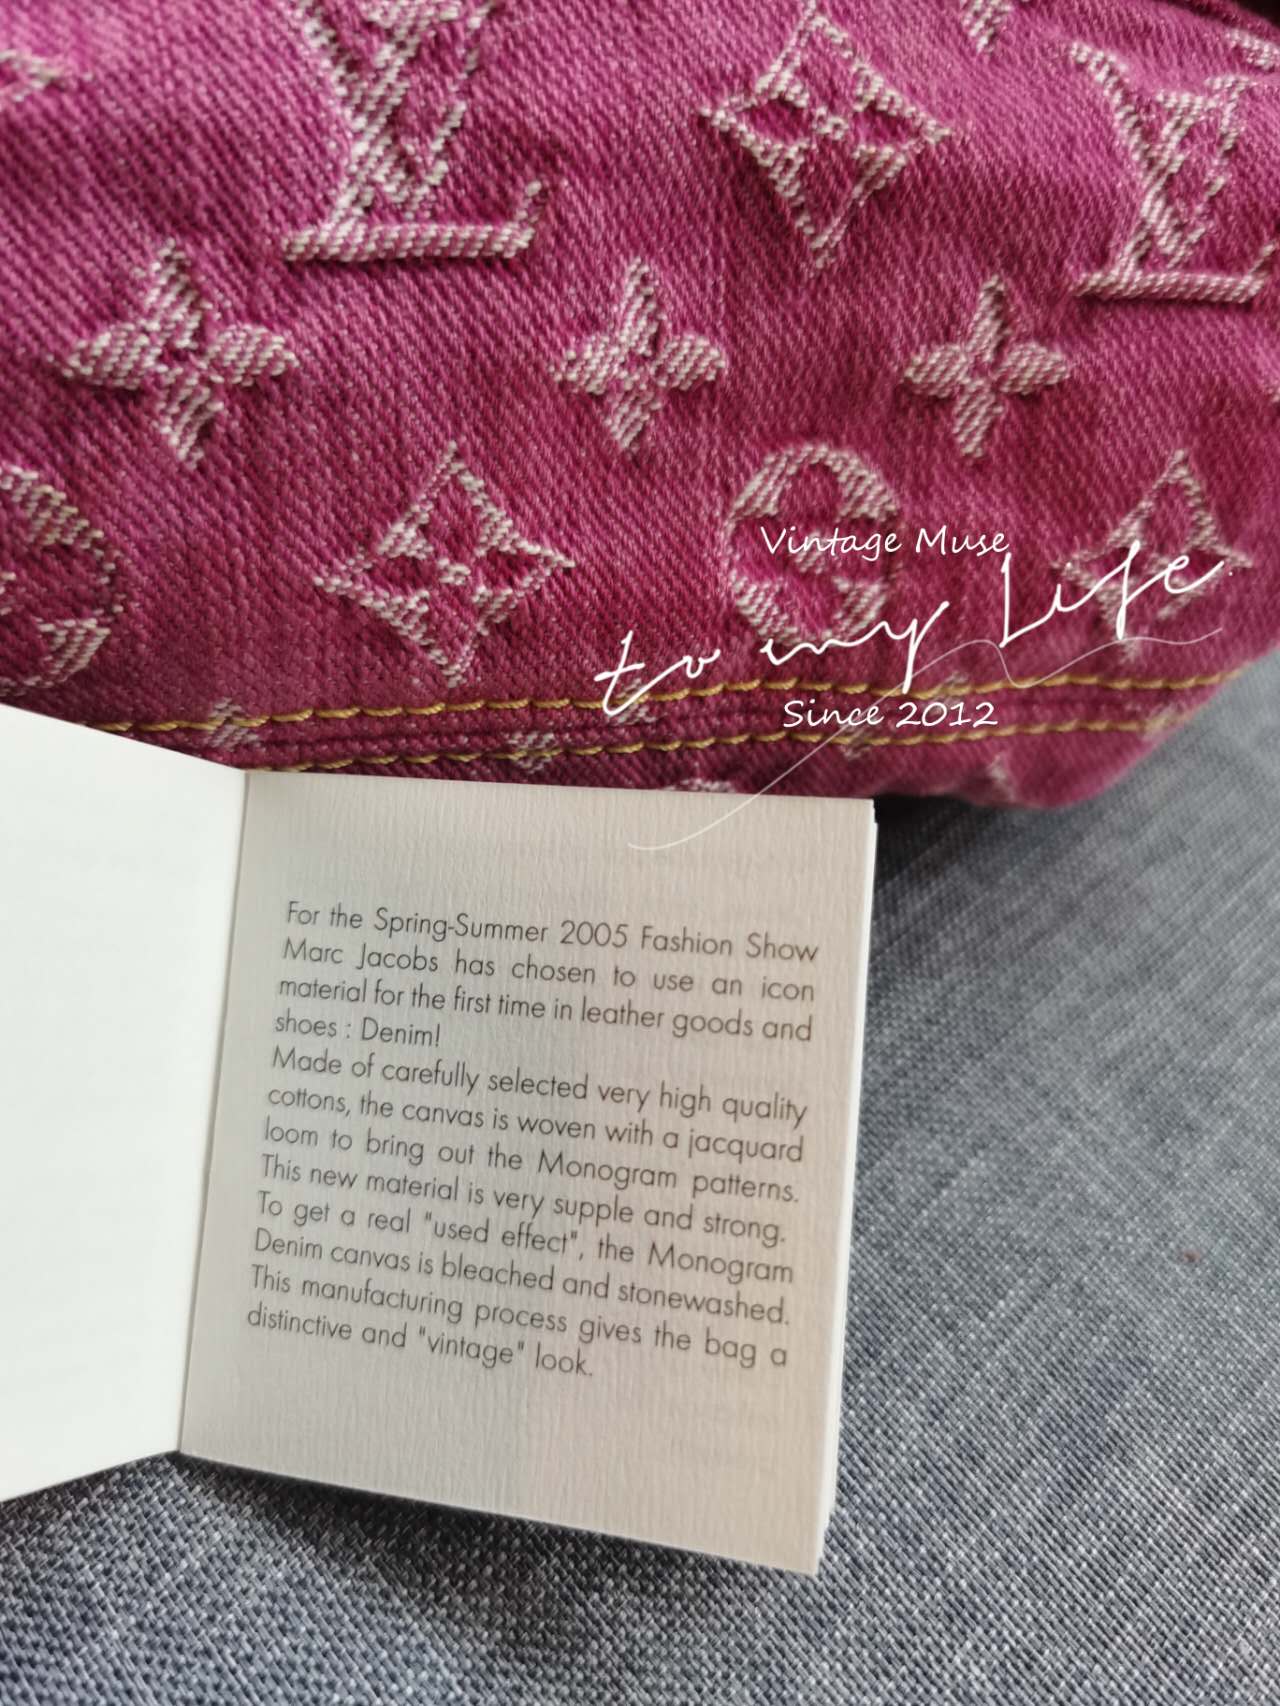 Vintage Muse
to my Life.
Since 2012
For the Spring-Summer 2005 Fashion Show
Marc Jacobs has chosen to use an icon
material for the first time in leather goods and
shoes : Denim!
Made of carefully selected very high quality
cottons, the canvas is woven with a jacquard
loom to bring out the Monogram patterns.
This new material is very supple and strong.
To get a real "used effect", the Monogram
Denim canvas is bleached and stonewashed.
This manufacturing process gives the bag a
distinctive and "vintage" look.